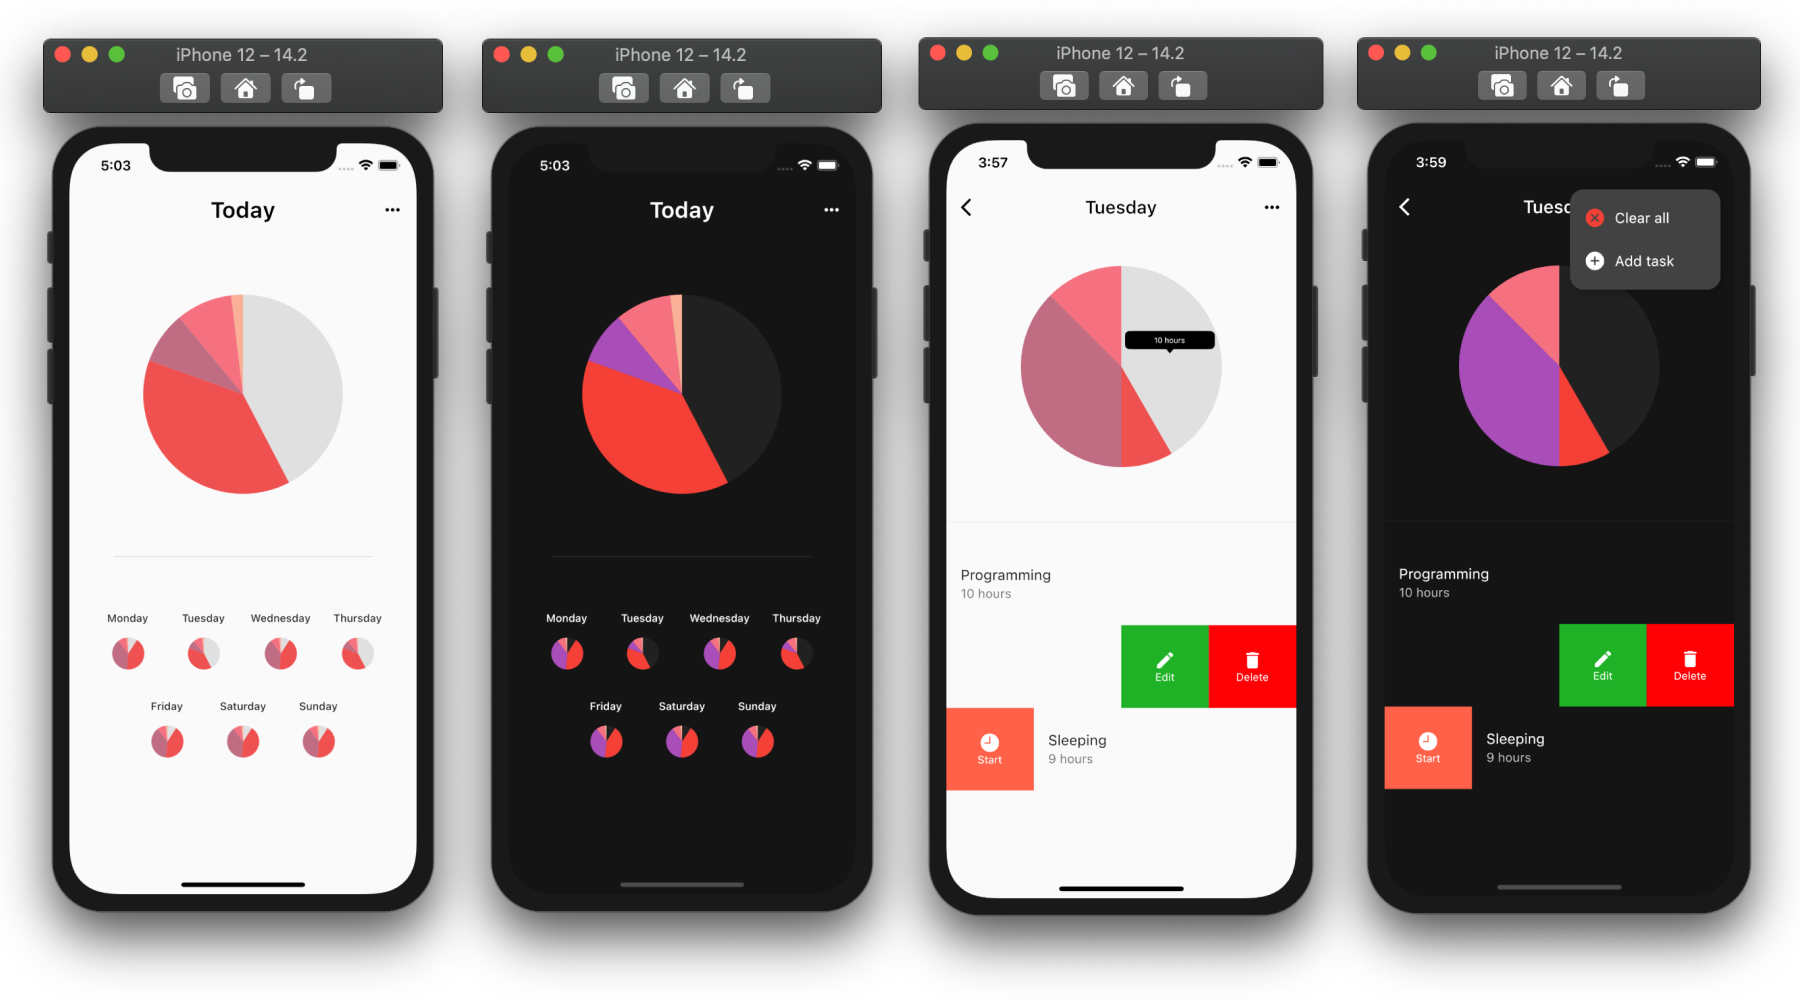 iPhone 12 – 14.2
5:03
Today
Monday Tuesday Wednesday Thursday
Friday Saturday Sunday
iPhone 12 – 14.2
5:03
Today
Monday Tuesday Wednesday Thursday
Friday Saturday Sunday
iPhone 12 – 14.2
3:57
Tuesday
10 hours
Programming
10 hours
Edit Delete
Start
Sleeping
9 hours
iPhone 12 – 14.2
3:59
Tuesc
Clear all
Add task
Programming
10 hours
Edit Delete
Start
Sleeping
9 hours